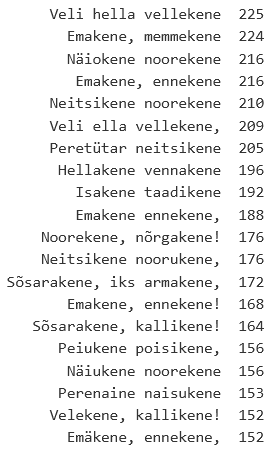 Veli hella vellekene 225
Emakene, memmekene 224
Näiokene noorekene 216
Emakene, ennekene 216
Neitsikene noorekene 210
Veli ella vellekene, 209
Peretütar neitsikene 205
Hellakene vennakene 196
Isakene taadikene 192
Emakene ennekene, 188
Noorekene, nõrgakene! 176
Neitsikene noorukene, 176
Sõsarakene, iks armakene, 172
Emakene, ennekene! 168
Sõsarakene, kallikene! 164
Peiukene poisikene, 156
Näiukene noorekene 156
Perenaine naisukene 153
Velekene, kallikene! 152
Emäkene, ennekene, 152